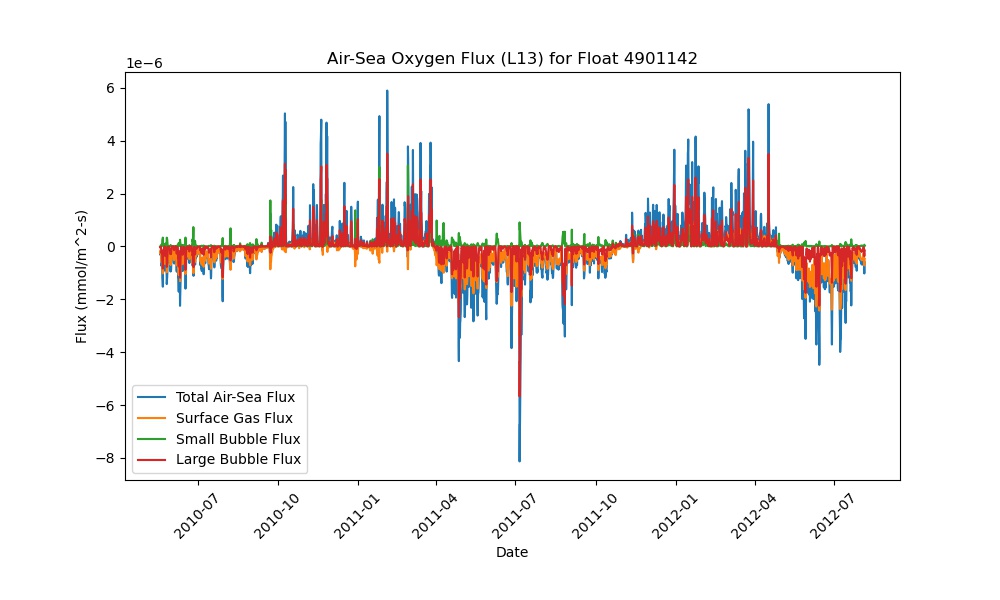 Air-Sea Oxygen Flux (L13) for Float 4901142
1e−6
6
4
2
0
−2
−4
−6
−8
Flux (mmol/m^2-s)
Total Air-Sea Flux
Surface Gas Flux
Small Bubble Flux
Large Bubble Flux
2010-07
2010-10
2011-01
2011-04
2011-07
2011-10
2012-01
2012-04
2012-07
Date